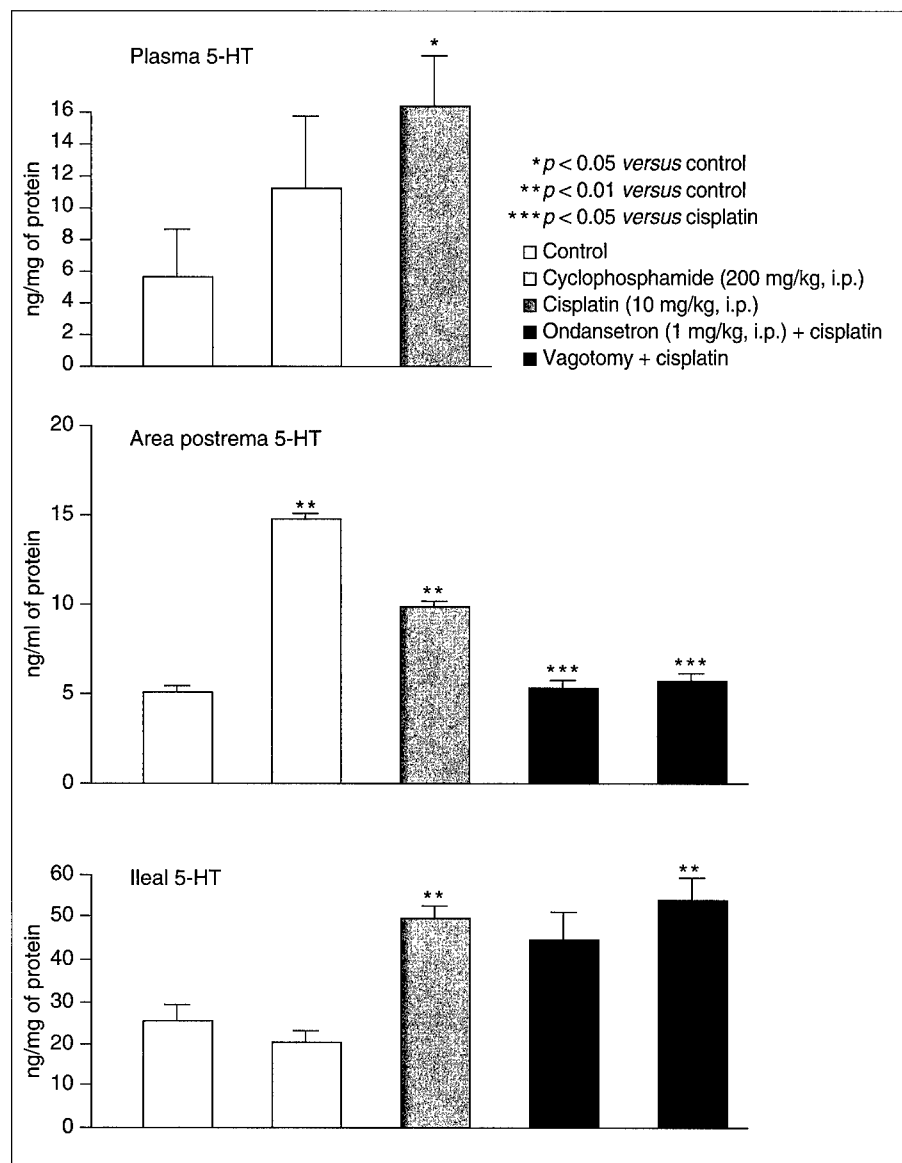 Plasma 5-HT
*
16
14
12
10
8
6
4
2
0
ng/mg of protein
*p < 0.05 versus control
**p < 0.01 versus control
***p < 0.05 versus cisplatin
Control
Cyclophosphamide (200 mg/kg, i.p.)
Cisplatin (10 mg/kg, i.p.)
Ondansetron (1 mg/kg, i.p.) + cisplatin
Vagotomy + cisplatin
Area postrema 5-HT
20
15
10
5
0
ng/ml of protein
**
**
***
***
Ileal 5-HT
60
50
40
30
20
10
0
ng/mg of protein
**
**